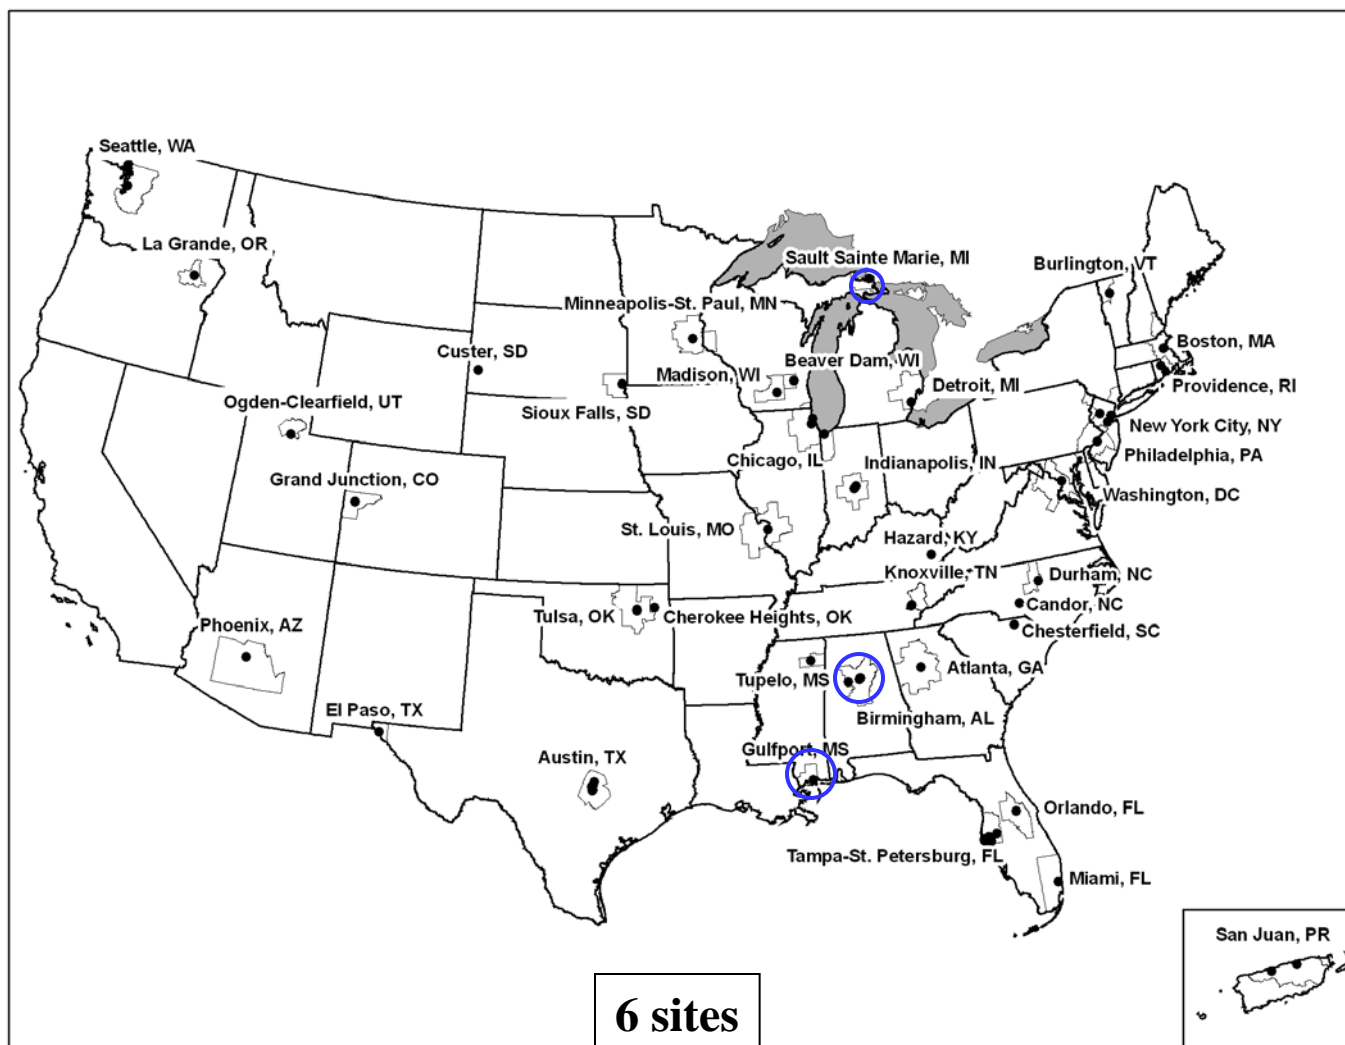 Seattle, WA
La Grande, OR
Sault Sainte Marie, MI
Burlington, VT
Minneapolis-St. Paul, MN
Boston, MA
Custer, SD
Beaver Dam, WI
Madison, WI
Detroit, MI
Providence, RI
Ogden-Clearfield, UT
Sioux Falls, SD
New York City, NY
Philadelphia, PA
Chicago, IL
Indianapolis, IN
Grand Junction, CO
Washington, DC
St. Louis, MO
Hazard, KY
Knoxville, TN
Durham, NC
Tulsa, OK
Cherokee Heights, OK
Candor, NC
Phoenix, AZ
Chesterfield, SC
Atlanta, GA
Tupelo, MS
El Paso, TX
Birmingham, AL
Gulfport, MS
Austin, TX
Orlando, FL
Tampa-St. Petersburg, FL
Miami, FL
San Juan, PR
6 sites